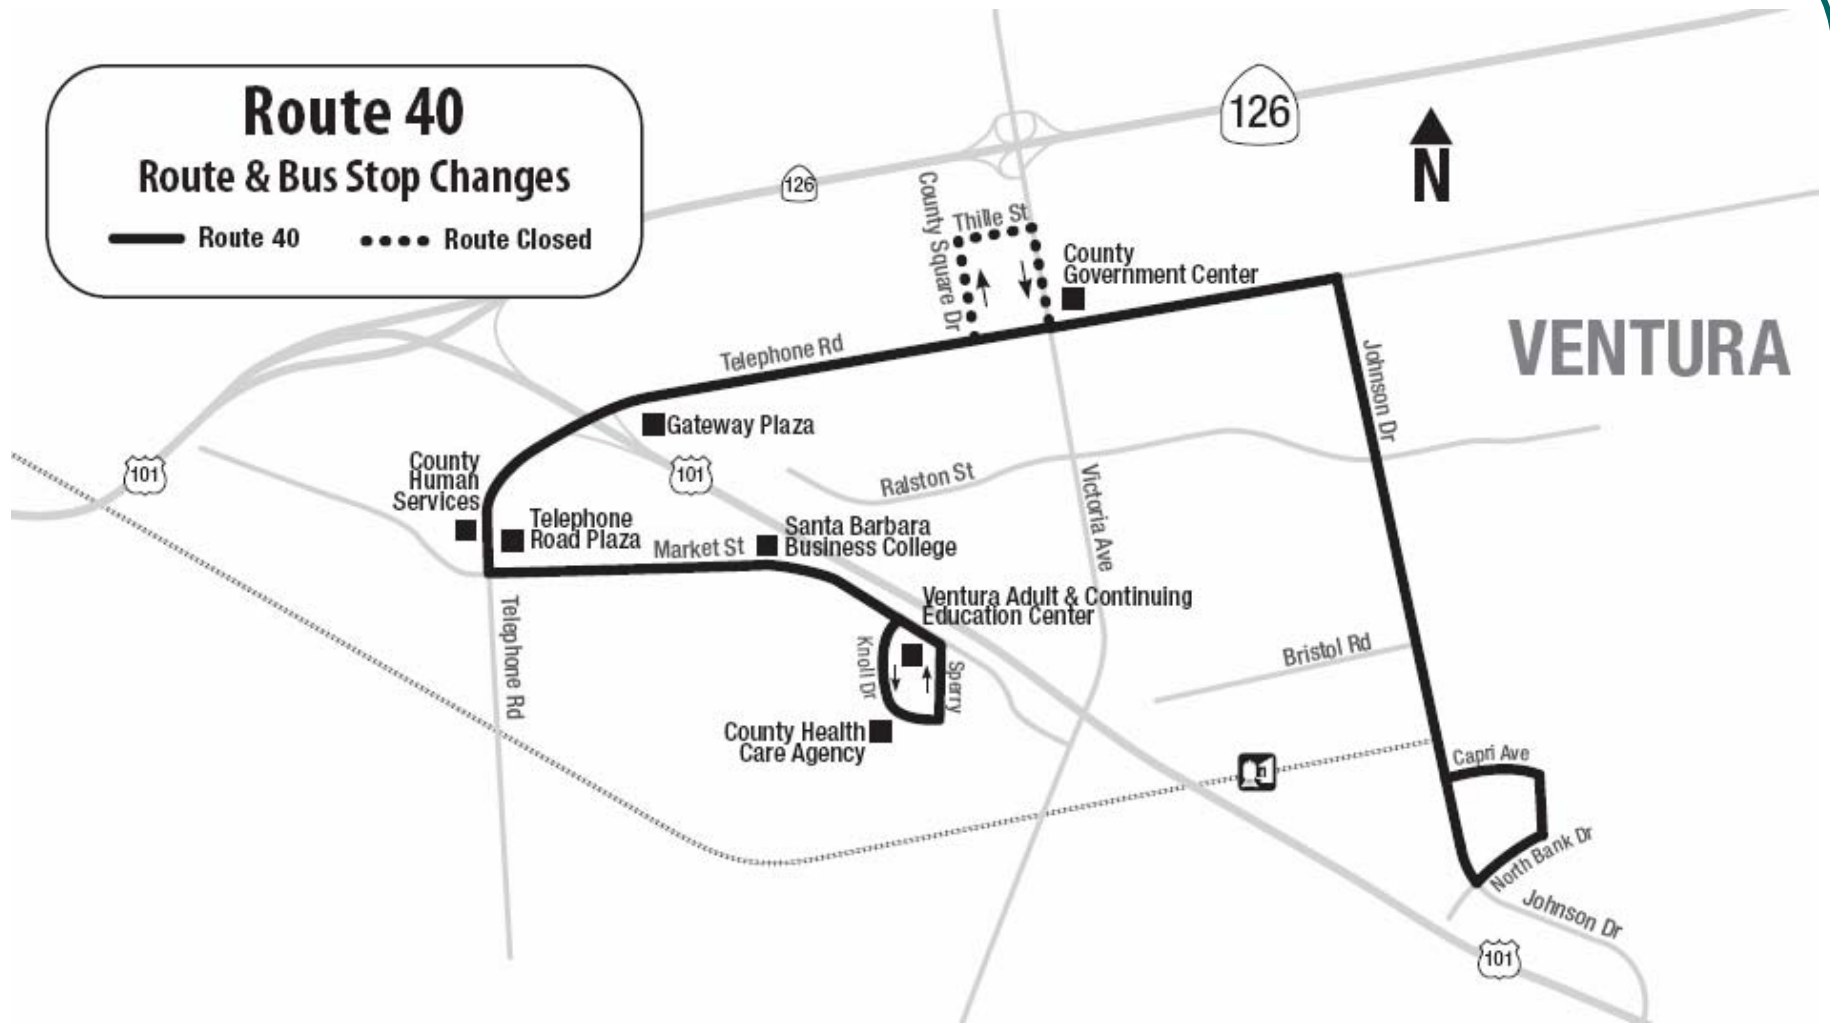 Route 40
Route & Bus Stop Changes
Route 40
Route Closed
126
126
N
VENTURA
County Square Dr
Thille St
County
Government Center
Telephone Rd
Johnson Dr
Gateway Plaza
101
101
County
Human
Services
Ralston St
Victoria Ave
Telephone
Road Plaza
Market St
Santa Barbara
Business College
Ventura Adult & Continuing
Education Center
Telephone Rd
Knoll Dr
Sperry
Bristol Rd
County Health
Care Agency
Capri Ave
North Bank Dr
Johnson Dr
101